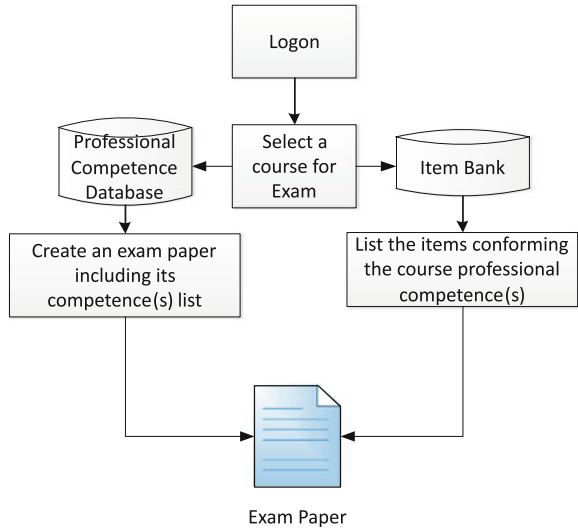 Logon
Select a
course for
Exam
Professional
Competence
Database
Item Bank
Create an exam paper
including its
competence(s) list
List the items conforming
the course professional
competence(s)
Exam Paper